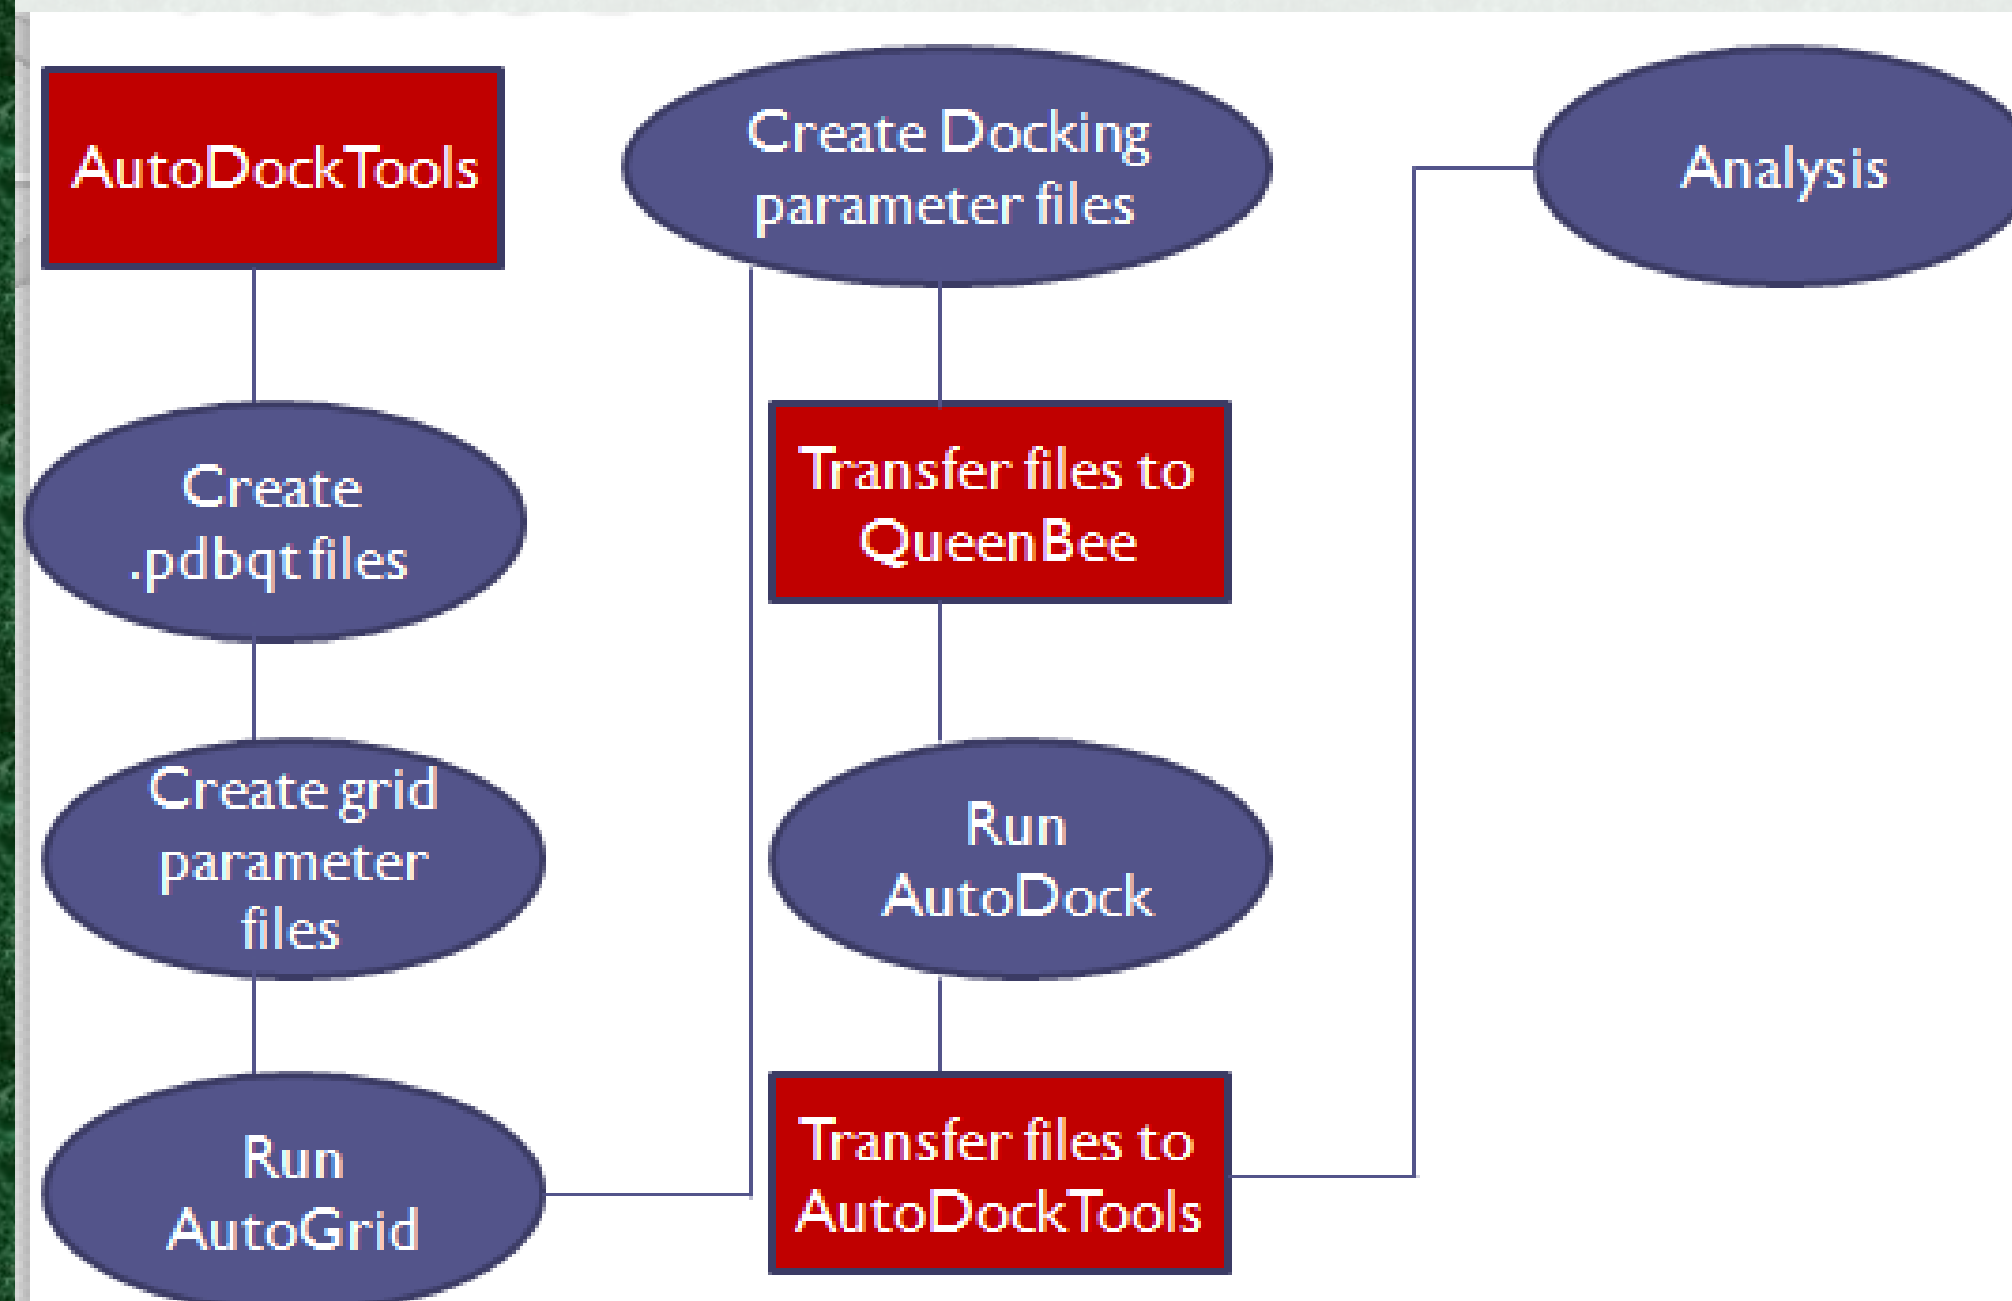 AutoDockTools
Create
.pdbqt files
Create grid
parameter
files
Run
AutoGrid
Create Docking
parameter files
Transfer files to
QueenBee
Run
AutoDock
Transfer files to
AutoDockTools
Analysis